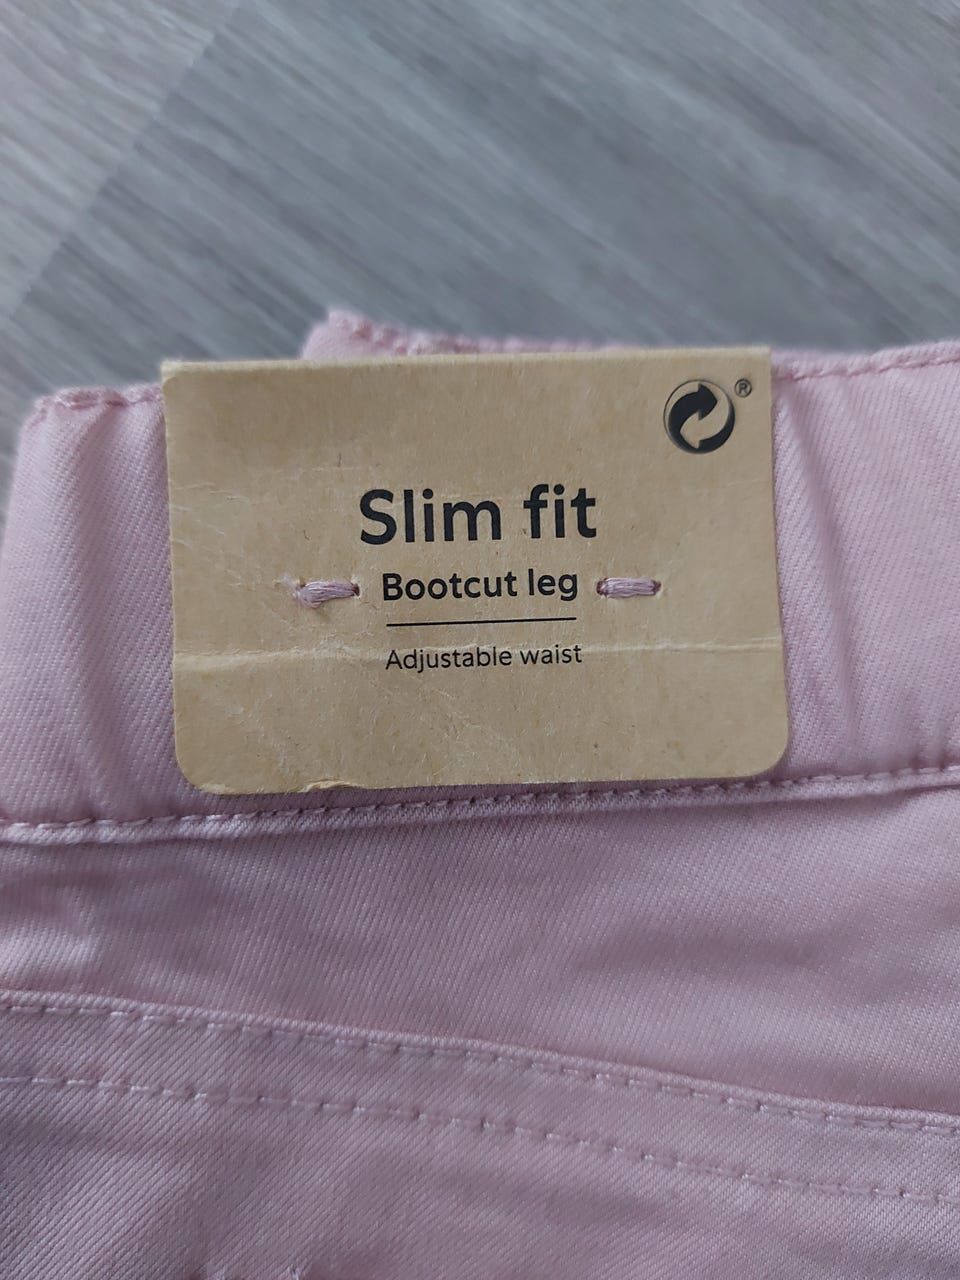 ®
Slim fit
Bootcut leg
Adjustable waist